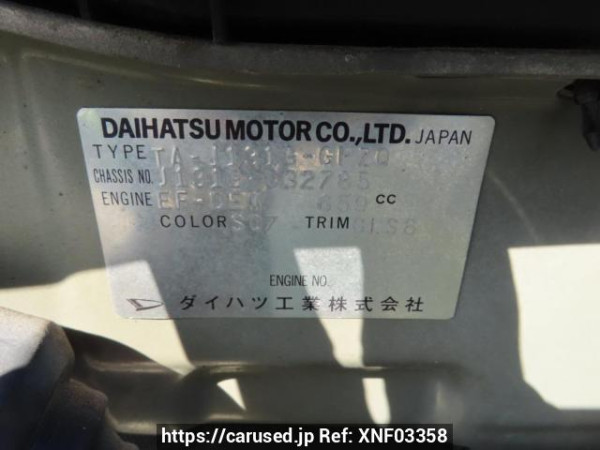 DAIHATSU MOTOR CO.,LTD. JAPAN
TYPE
CHASSIS NO.
ENGINE 659 CC
COLOR TRIM
ENGINE NO.
ダイハツ工業株式会社
https://carused.jp Ref: XNF03358